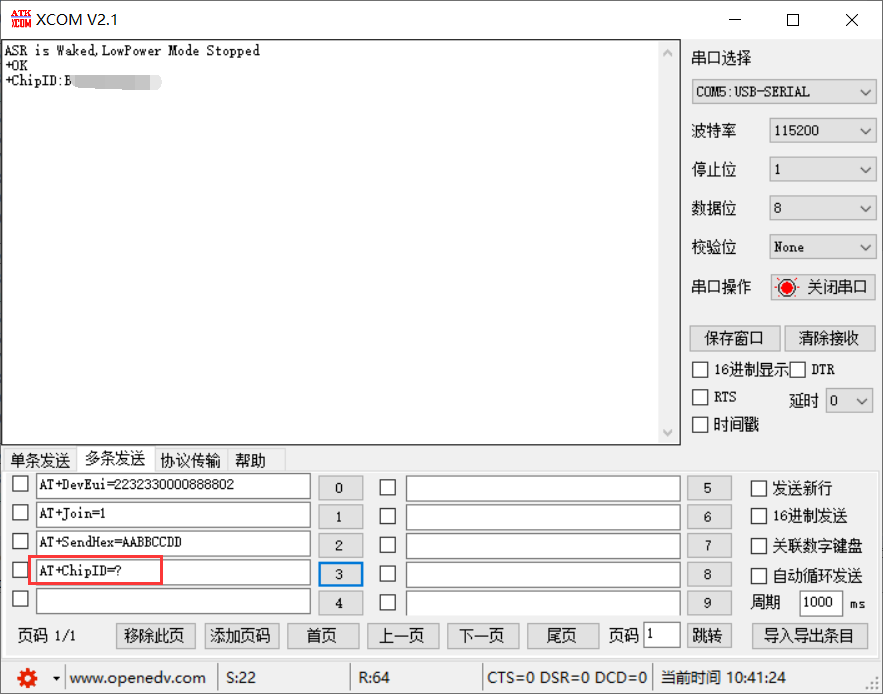 ATK XCOM XCOM V2.1
ASR is Waked,LowPower Mode Stopped
+OK
+ChipID:B
串口选择
COM5:USB-SERIAL
波特率 115200
停止位 1
数据位 8
校验位 None
串口操作 关闭串口
保存窗口 清除接收
16进制显示 DTR
RTS 延时 0
时间戳
单条发送 多条发送 协议传输 帮助
AT+DevEui=2232330000888802 0 5 发送新行
AT+Join=1 1 6 16进制发送
AT+SendHex=AABBCCDD 2 7 关联数字键盘
AT+ChipID=? 3 8 自动循环发送
4 9 周期 1000 ms
页码 1/1 移除此页 添加页码 首页 上一页 下一页 尾页 页码 1 跳转 导入导出条目
www.openedv.com S:22 R:64 CTS=0 DSR=0 DCD=0 当前时间 10:41:24